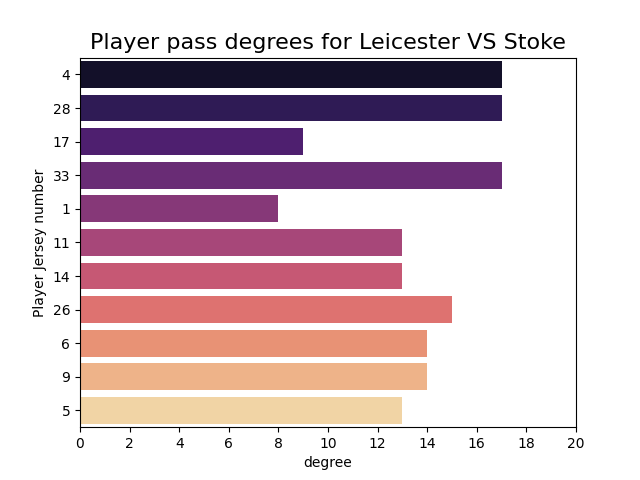 Player pass degrees for Leicester VS Stoke
4
28
17
33
1
11
14
26
6
9
5
Player Jersey number
0 2 4 6 8 10 12 14 16 18 20
degree